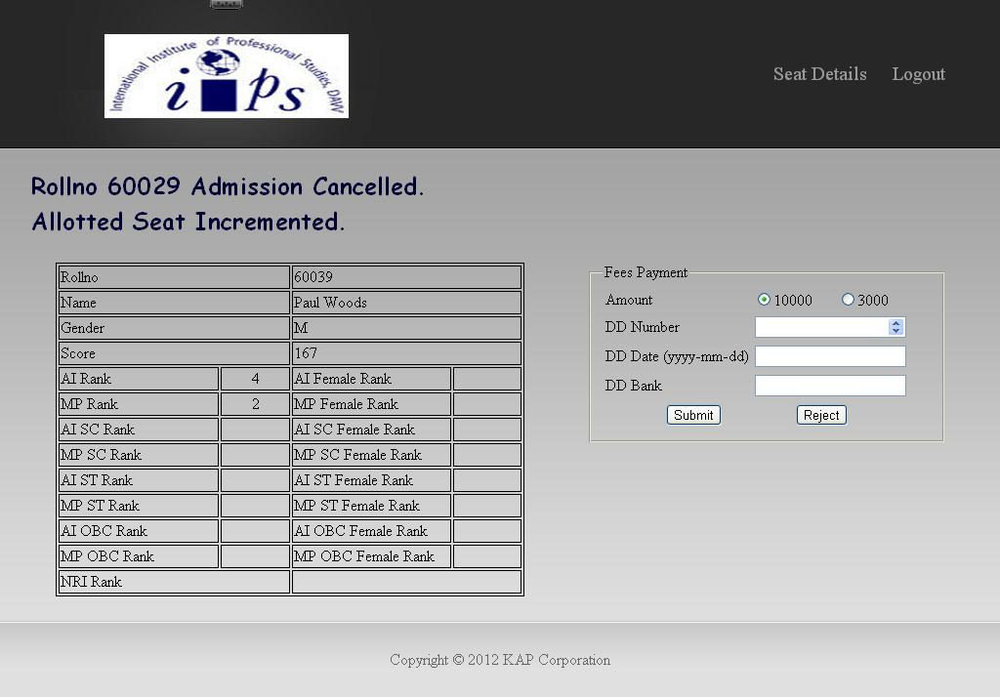 International Institute of Professional Studies, DAVV
iips
Seat Details Logout
Rollno 60029 Admission Cancelled.
Allotted Seat Incremented.
Rollno 60039
Name Paul Woods
Gender M
Score 167
AI Rank 4 AI Female Rank
MP Rank 2 MP Female Rank
AI SC Rank AI SC Female Rank
MP SC Rank MP SC Female Rank
AI ST Rank AI ST Female Rank
MP ST Rank MP ST Female Rank
AI OBC Rank AI OBC Female Rank
MP OBC Rank MP OBC Female Rank
NRI Rank
Fees Payment
Amount 10000 3000
DD Number
DD Date (yyyy-mm-dd)
DD Bank
Submit Reject
Copyright © 2012 KAP Corporation